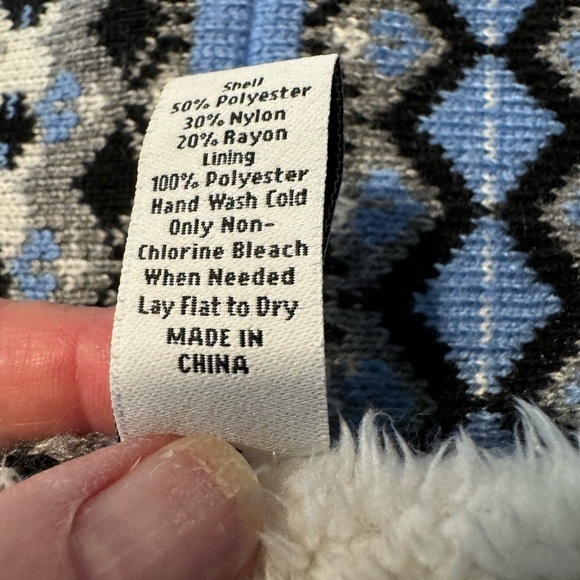 Shell
50% Polyester
30% Nylon
20% Rayon
Lining
100% Polyester
Hand Wash Cold
Only Non-
Chlorine Bleach
When Needed
Lay Flat to Dry
MADE IN
CHINA